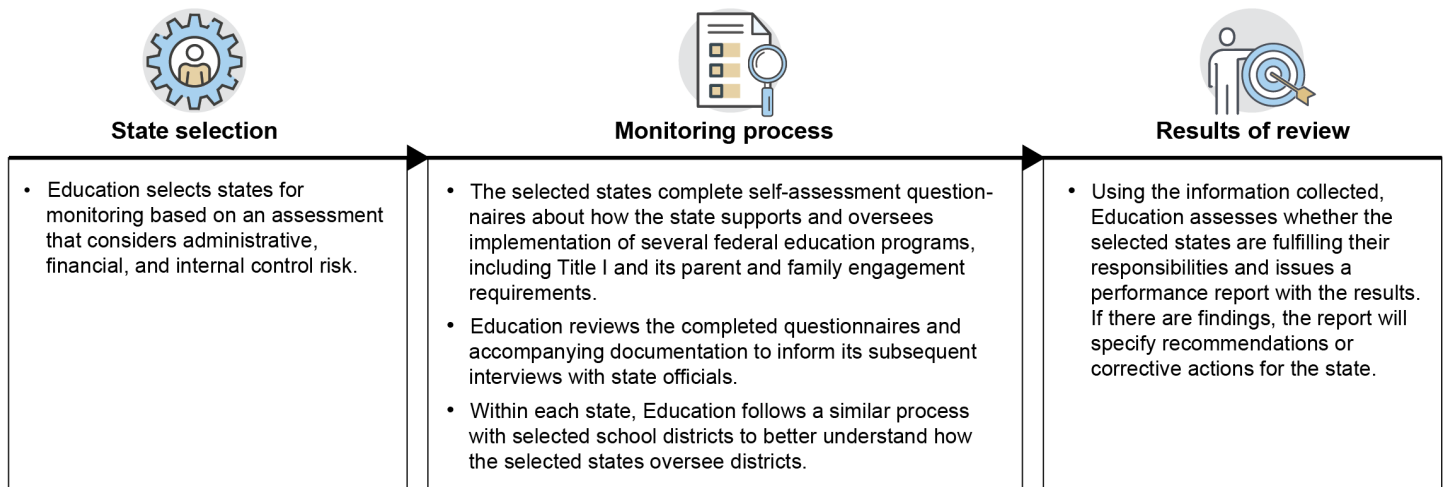 State selection
• Education selects states for
monitoring based on an assessment
that considers administrative,
financial, and internal control risk.
Monitoring process
• The selected states complete self-assessment question-
naires about how the state supports and oversees
implementation of several federal education programs,
including Title I and its parent and family engagement
requirements.
• Education reviews the completed questionnaires and
accompanying documentation to inform its subsequent
interviews with state officials.
• Within each state, Education follows a similar process
with selected school districts to better understand how
the selected states oversee districts.
Results of review
• Using the information collected,
Education assesses whether the
selected states are fulfilling their
responsibilities and issues a
performance report with the results.
If there are findings, the report will
specify recommendations or
corrective actions for the state.